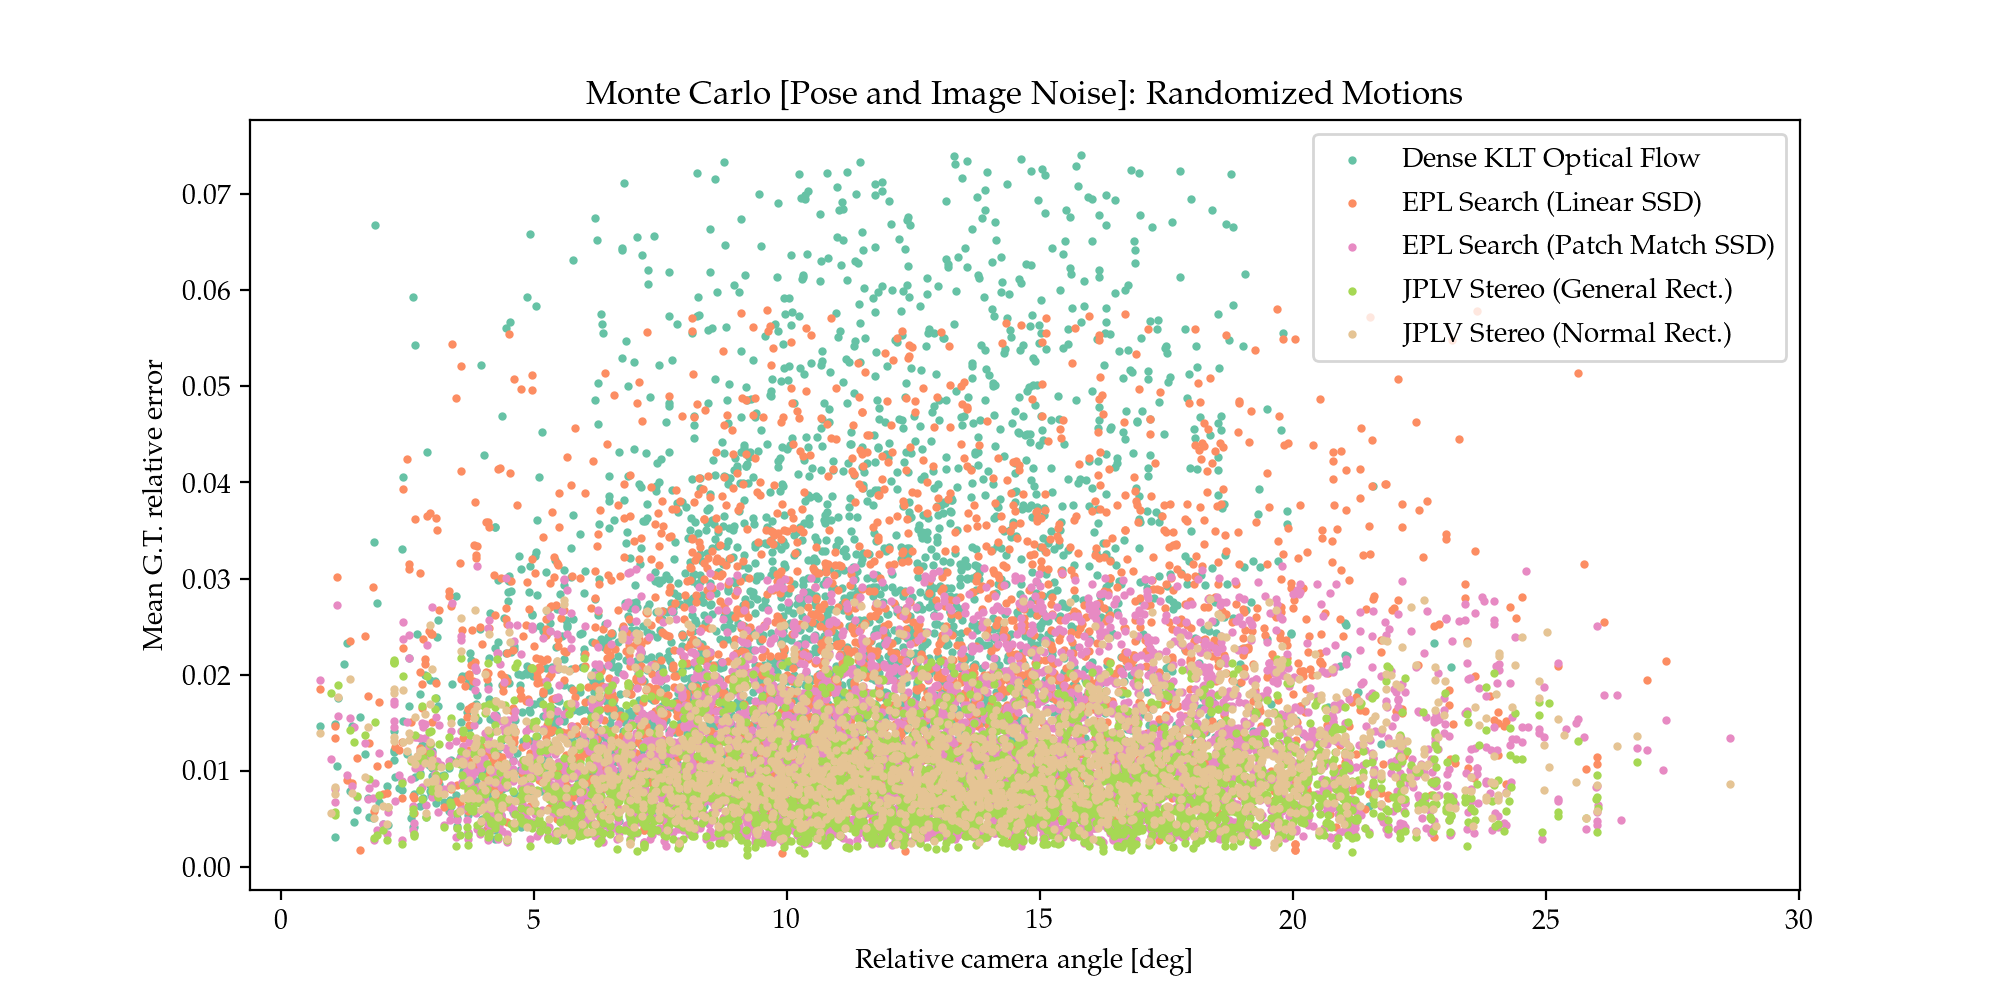 Monte Carlo [Pose and Image Noise]: Randomized Motions
Dense KLT Optical Flow
EPL Search (Linear SSD)
EPL Search (Patch Match SSD)
JPLV Stereo (General Rect.)
JPLV Stereo (Normal Rect.)
Mean G.T. relative error
0.07
0.06
0.05
0.04
0.03
0.02
0.01
0.00
0 5 10 15 20 25 30
Relative camera angle [deg]